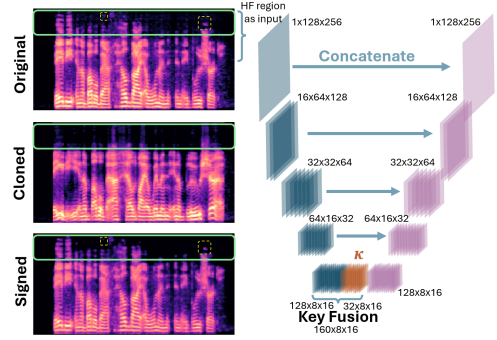 Original
Cloned
Signed
HF region
as input
1x128x256
1x128x256
Concatenate
16x64x128
16x64x128
32x32x64
32x32x64
64x16x32
64x16x32
κ
128x8x16
32x8x16
128x8x16
Key Fusion
160x8x16